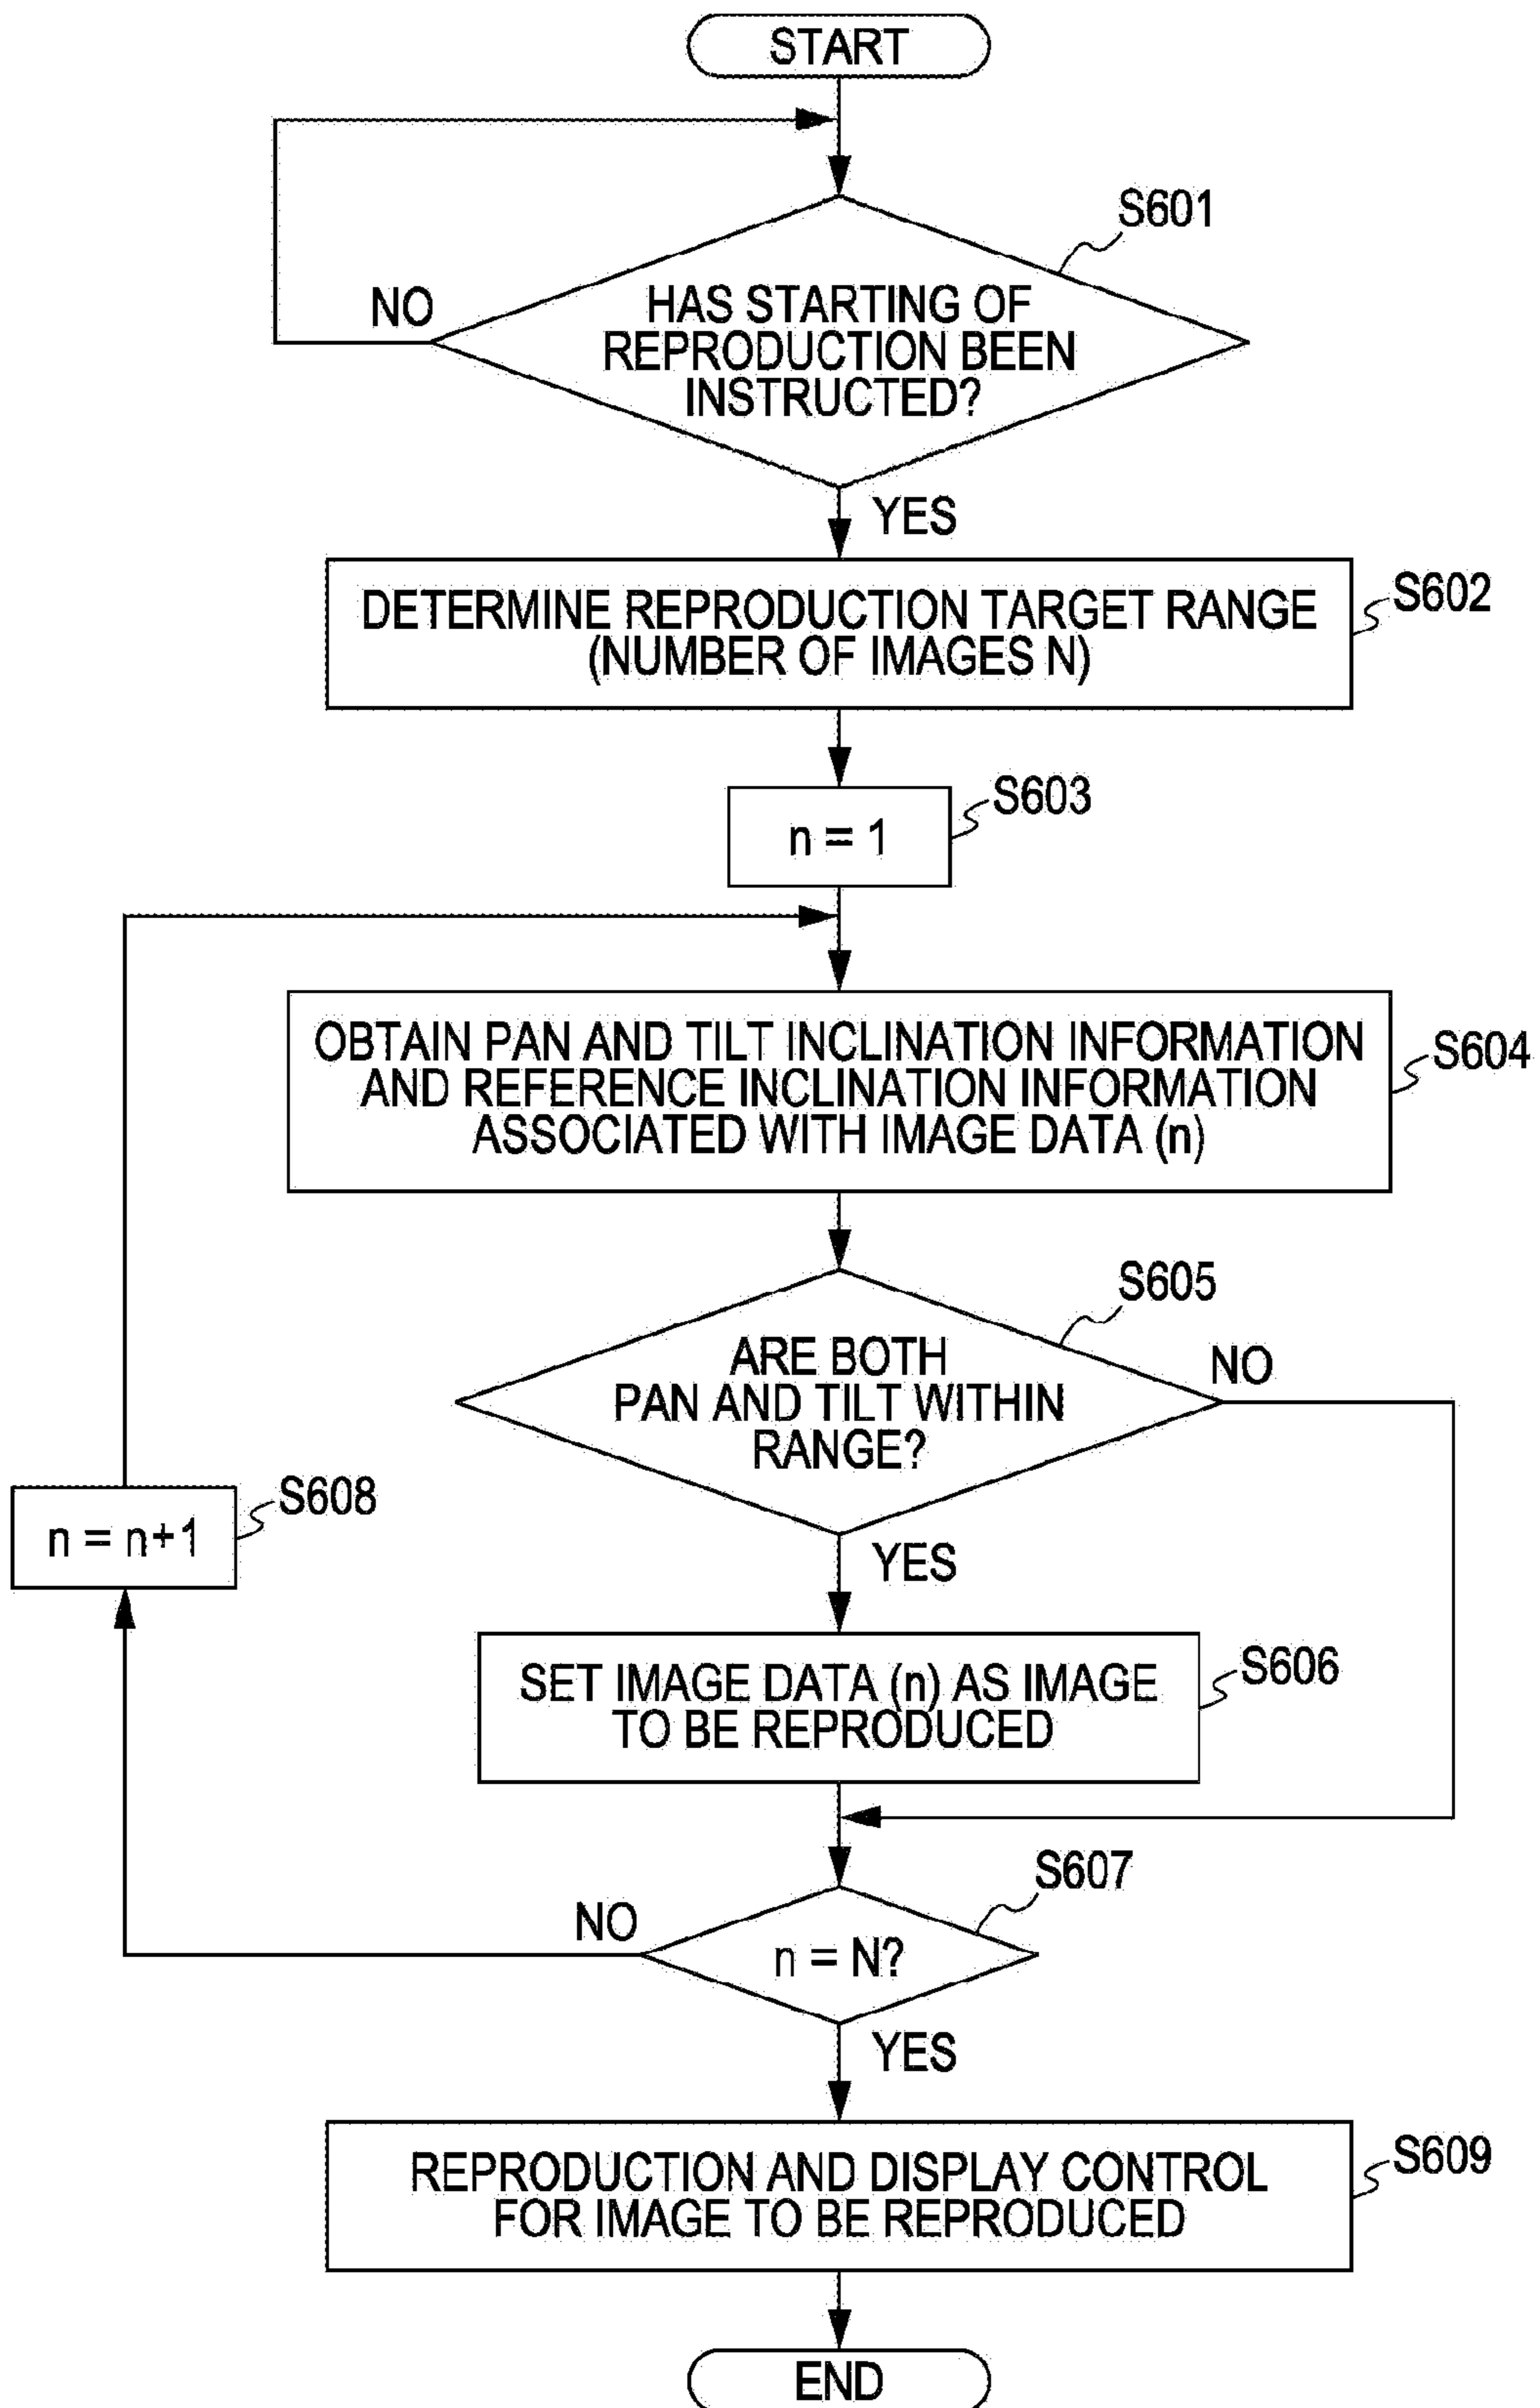 START
S601
NO
HAS STARTING OF
REPRODUCTION BEEN
INSTRUCTED?
YES
DETERMINE REPRODUCTION TARGET RANGE
(NUMBER OF IMAGES N)
S602
S603
n = 1
OBTAIN PAN AND TILT INCLINATION INFORMATION
AND REFERENCE INCLINATION INFORMATION
ASSOCIATED WITH IMAGE DATA (n)
S604
S605
ARE BOTH
PAN AND TILT WITHIN
RANGE?
NO
S608
n = n+1
YES
SET IMAGE DATA (n) AS IMAGE
TO BE REPRODUCED
S606
S607
NO
n = N?
YES
REPRODUCTION AND DISPLAY CONTROL
FOR IMAGE TO BE REPRODUCED
S609
END